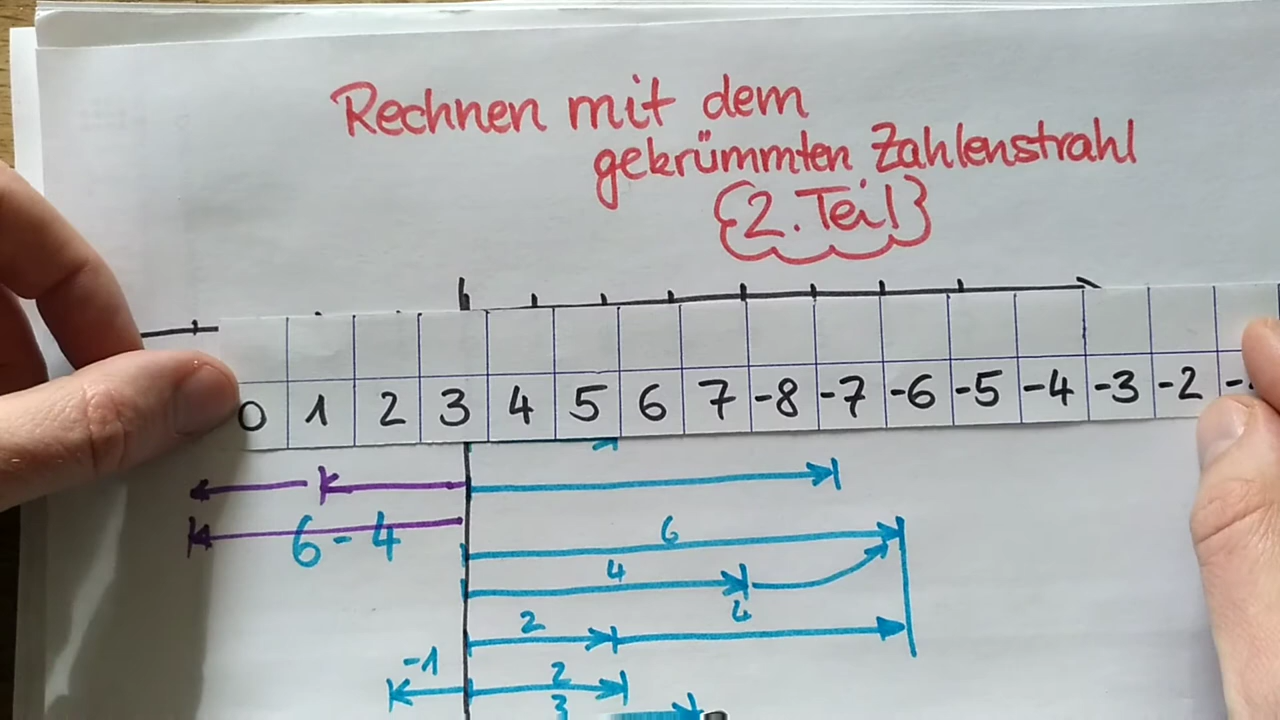 Rechnen mit dem
gekrümmten Zahlenstrahl
{2. Teil}
0 1 2 3 4 5 6 7 -8 -7 -6 -5 -4 -3 -2
6-4
6
4
4
2
-1
2
3